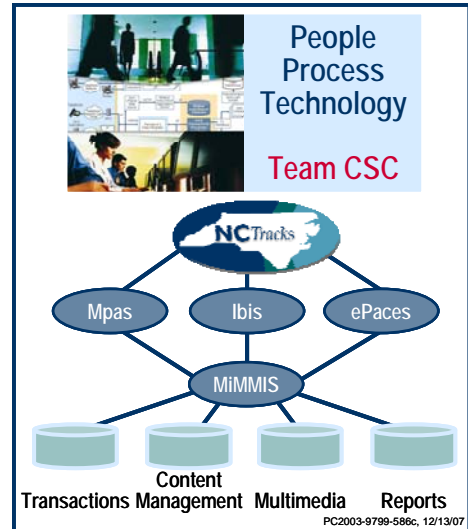 People
Process
Technology
Team CSC
NCTracks
Mpas
Ibis
ePaces
MiMMIS
Transactions
Content
Management
Multimedia
Reports
PC2003-9799-586c, 12/13/07